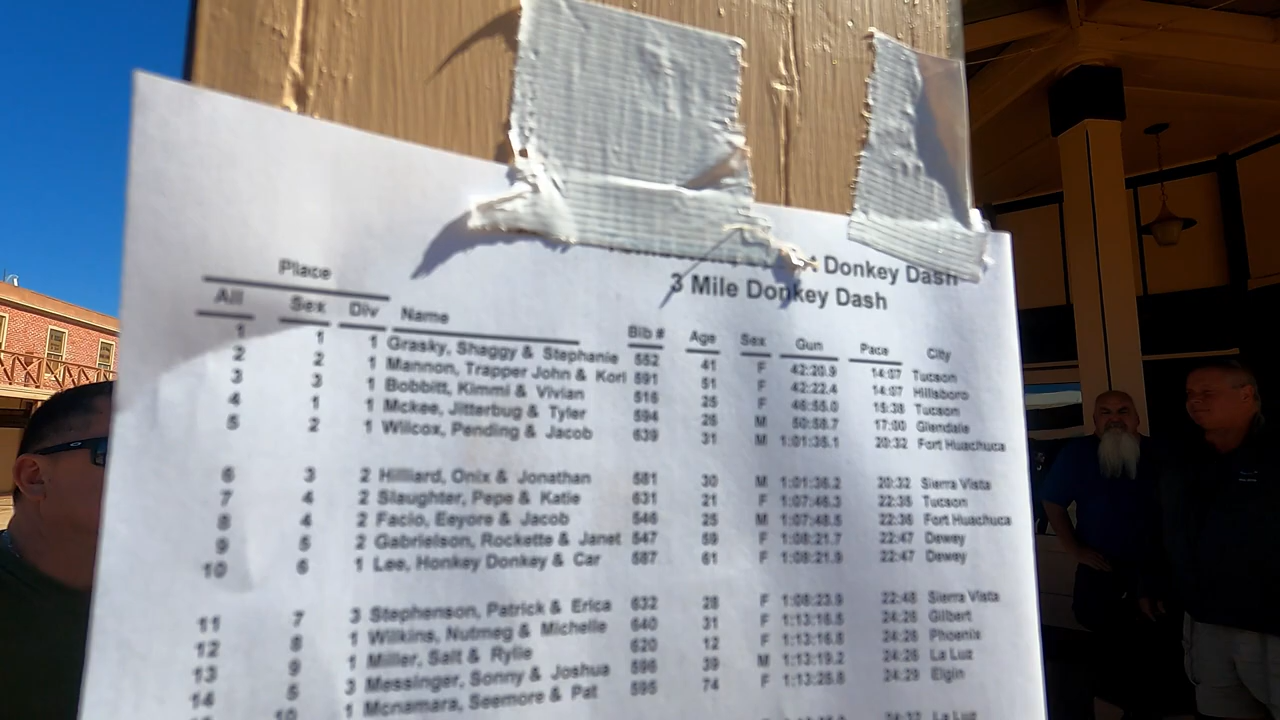 Donkey Dash
3 Mile Donkey Dash
Place
All Sex Div Name Bib # Age Sex Gun Pace City
1 1 1 Grasky, Shaggy & Stephanie 552 41 F 42:20.9 14:07 Tucson
2 2 1 Mannon, Trapper John & Kori 591 51 F 42:22.4 14:07 Hillsboro
3 3 1 Bobbitt, Kimmi & Vivian 516 25 F 46:55.0 15:38 Tucson
4 1 1 Mckee, Jitterbug & Tyler 594 26 M 50:58.7 17:00 Glendale
5 2 1 Wilcox, Pending & Jacob 639 31 M 1:01:35.1 20:32 Fort Huachuca
6 3 2 Hilliard, Onix & Jonathan 581 30 M 1:01:36.2 20:32 Sierra Vista
7 4 2 Slaughter, Pepe & Katie 631 21 F 1:07:46.3 22:35 Tucson
8 4 2 Facio, Eeyore & Jacob 546 25 M 1:07:48.5 22:36 Fort Huachuca
9 5 2 Gabrielson, Rockette & Janet 547 59 F 1:08:21.7 22:47 Dewey
10 6 1 Lee, Honkey Donkey & Car 587 61 F 1:08:21.9 22:47 Dewey
11 7 3 Stephenson, Patrick & Erica 632 28 F 1:08:23.9 22:48 Sierra Vista
12 8 1 Wilkins, Nutmeg & Michelle 640 31 F 1:13:16.5 24:26 Gilbert
13 9 1 Miller, Salt & Rylie 620 12 F 1:13:16.8 24:26 Phoenix
14 5 3 Messinger, Sonny & Joshua 596 39 M 1:13:19.2 24:26 La Luz
10 1 Mcnamara, Seemore & Pat 595 74 F 1:13:25.8 24:29 Elgin
La Luz